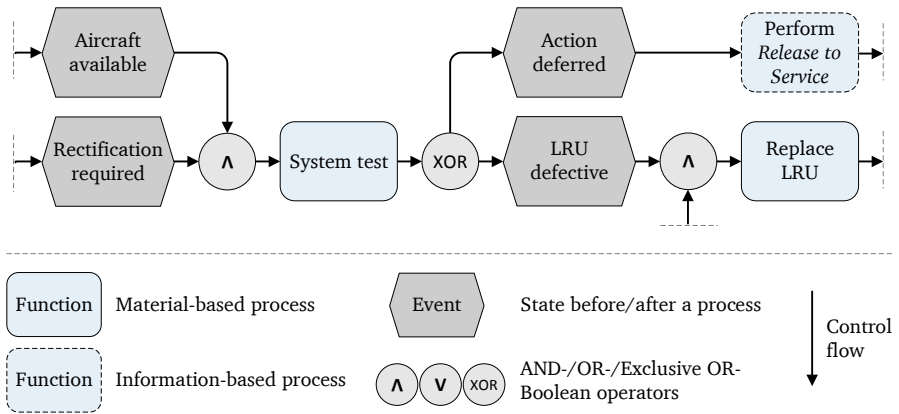 Aircraft
available
Action
deferred
Perform
Release to
Service
Rectification
required
Λ
System test
XOR
LRU
defective
Λ
Replace
LRU
Function
Material-based process
Event
State before/after a process
Control
flow
Function
Information-based process
Λ
V
XOR
AND-/OR-/Exclusive OR-
Boolean operators